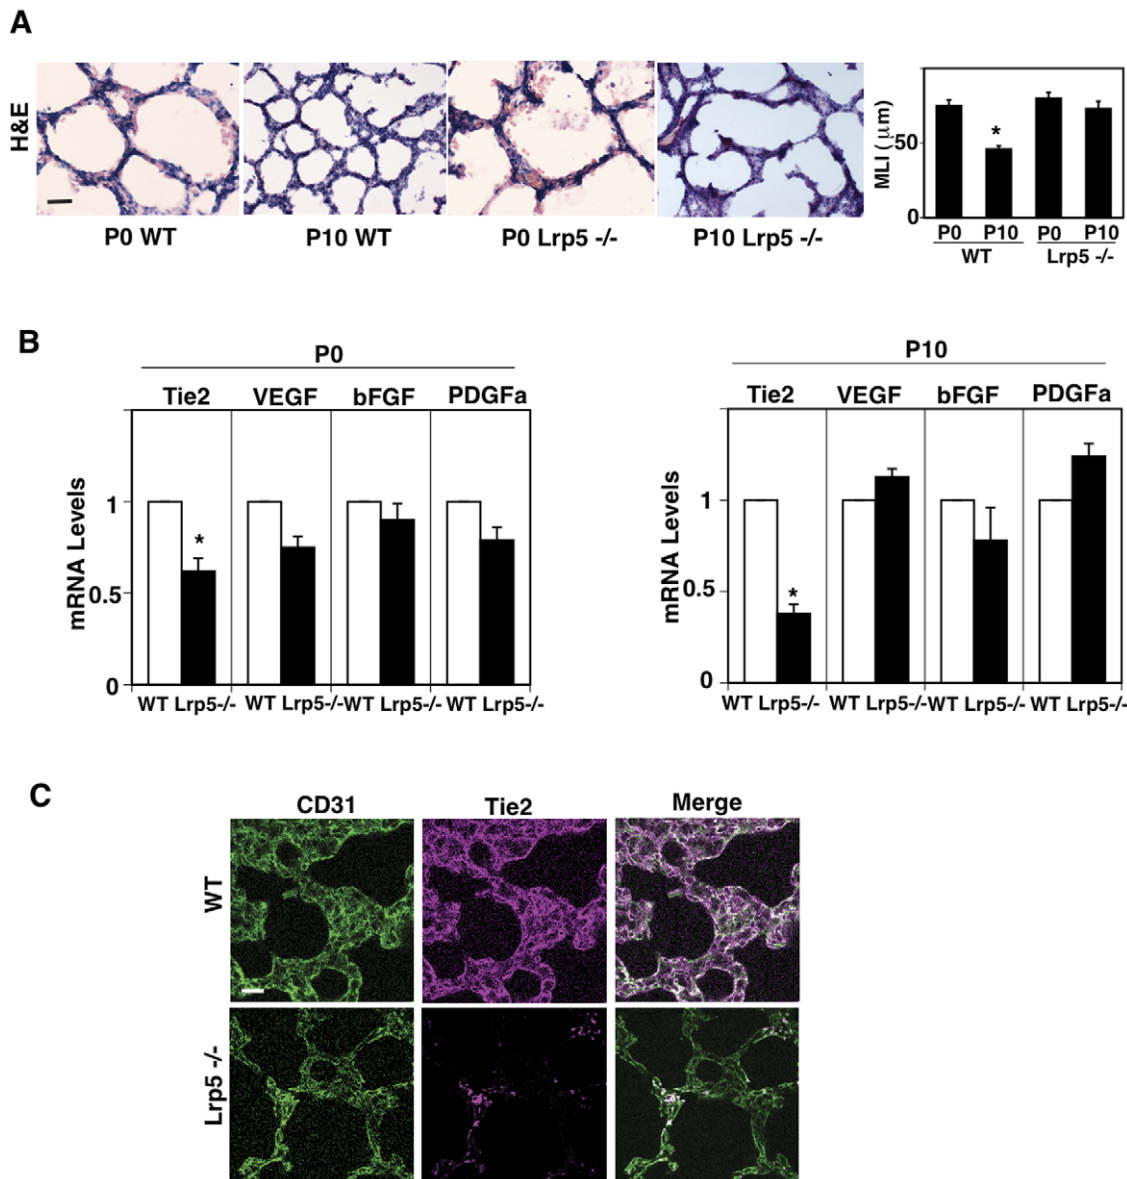 A
H&E
P0 WT
P10 WT
P0 Lrp5 -/-
P10 Lrp5 -/-
MLI ( μm)
50
0
*
P0 P10 P0 P10
WT Lrp5 -/-
B
P0
Tie2 VEGF bFGF PDGFa
mRNA Levels
1
0.5
0
*
WT Lrp5-/- WT Lrp5-/- WT Lrp5-/- WT Lrp5-/-
P10
Tie2 VEGF bFGF PDGFa
mRNA Levels
1
0.5
0
*
WT Lrp5-/- WT Lrp5-/- WT Lrp5-/- WT Lrp5-/-
C
CD31 Tie2 Merge
WT
Lrp5 -/-